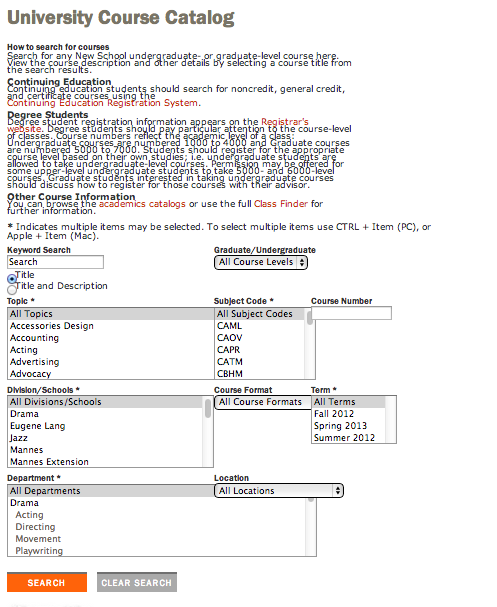 University Course Catalog
How to search for courses
Search for any New School undergraduate- or graduate-level course here.
View the course description and other details by selecting a course title from
the search results.
Continuing Education
Continuing education students should search for noncredit, general credit,
and certificate courses using the
Continuing Education Registration System.
Degree Students
Degree student registration information appears on the Registrar's
website. Degree students should pay particular attention to the course-level
of classes. Course numbers reflect the academic level of a class:
Undergraduate courses are numbered 1000 to 4000 and Graduate courses
are numbered 5000 to 7000. Students should register for the appropriate
course level based on their own studies; i.e. undergraduate students are
allowed to take undergraduate-level courses. Permission may be offered for
some upper-level undergraduate students to take 5000- and 6000-level
courses. Graduate students interested in taking undergraduate courses
should discuss how to register for those courses with their advisor.
Other Course Information
You can browse the academics catalogs or use the full Class Finder for
further information.
* Indicates multiple items may be selected. To select multiple items use CTRL + Item (PC), or
Apple + Item (Mac).
Keyword Search Graduate/Undergraduate
Search All Course Levels
Title
Title and Description
Topic * Subject Code * Course Number
All Topics All Subject Codes
Accessories Design CAML
Accounting CAOV
Acting CAPR
Advertising CATM
Advocacy CBHM
Division/Schools * Course Format Term *
All Divisions/Schools All Course Formats All Terms
Drama Fall 2012
Eugene Lang Spring 2013
Jazz Summer 2012
Mannes
Mannes Extension
Department * Location
All Departments All Locations
Drama
Acting
Directing
Movement
Playwriting
SEARCH CLEAR SEARCH